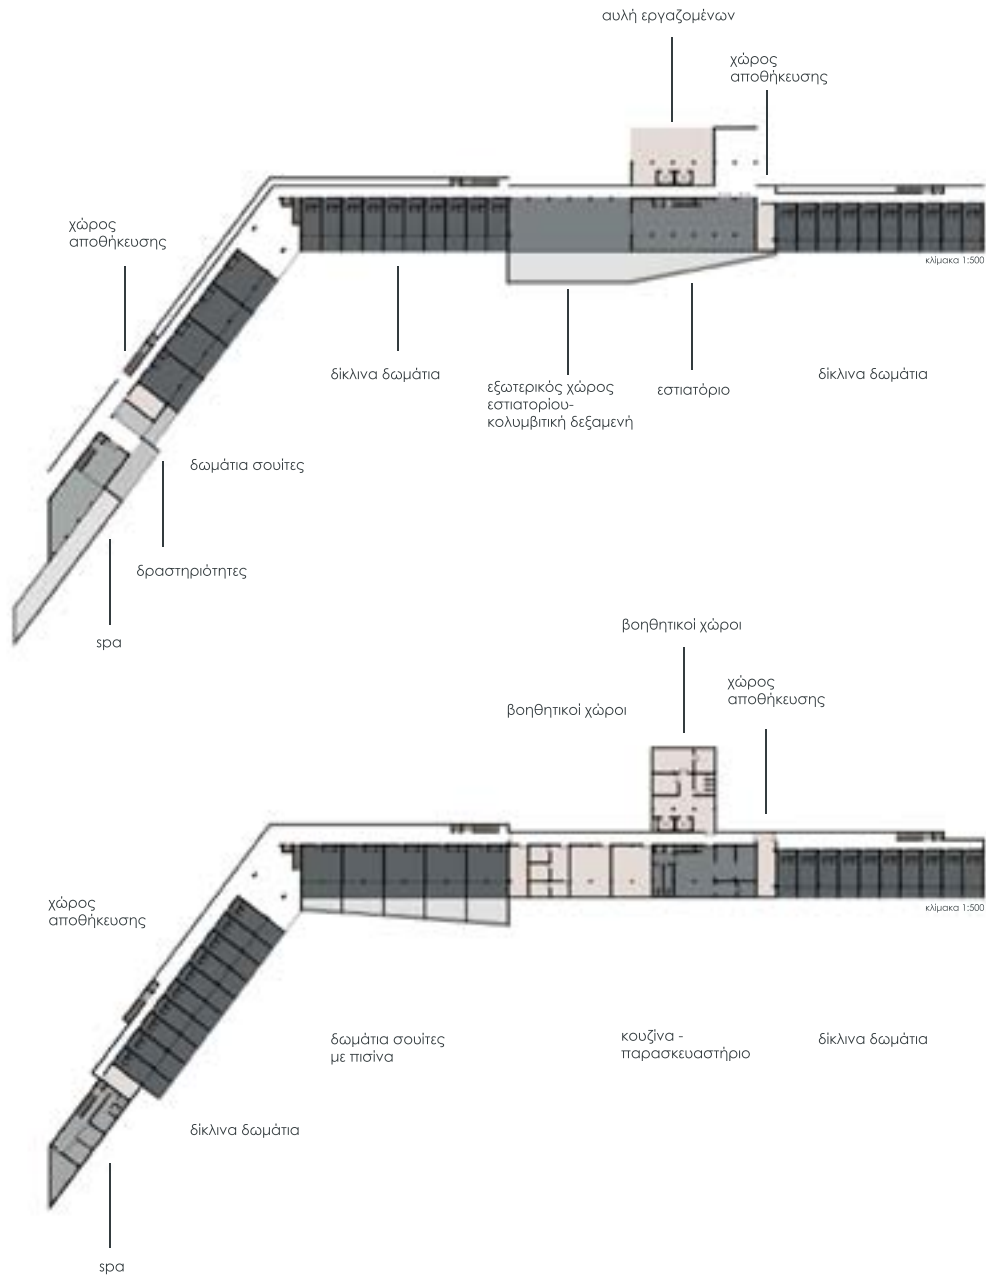 αυλή εργαζομένων
χώρος
αποθήκευσης
χώρος
αποθήκευσης
κλίμακα 1:500
δίκλινα δωμάτια
εξωτερικός χώρος
εστιατορίου-
κολυμβιτική δεξαμενή
εστιατόριο
δίκλινα δωμάτια
δωμάτια σουίτες
δραστηριότητες
spa
βοηθητικοί χώροι
χώρος
αποθήκευσης
βοηθητικοί χώροι
χώρος
αποθήκευσης
κλίμακα 1:500
δωμάτια σουίτες
με πισίνα
κουζίνα -
παρασκευαστήριο
δίκλινα δωμάτια
δίκλινα δωμάτια
spa